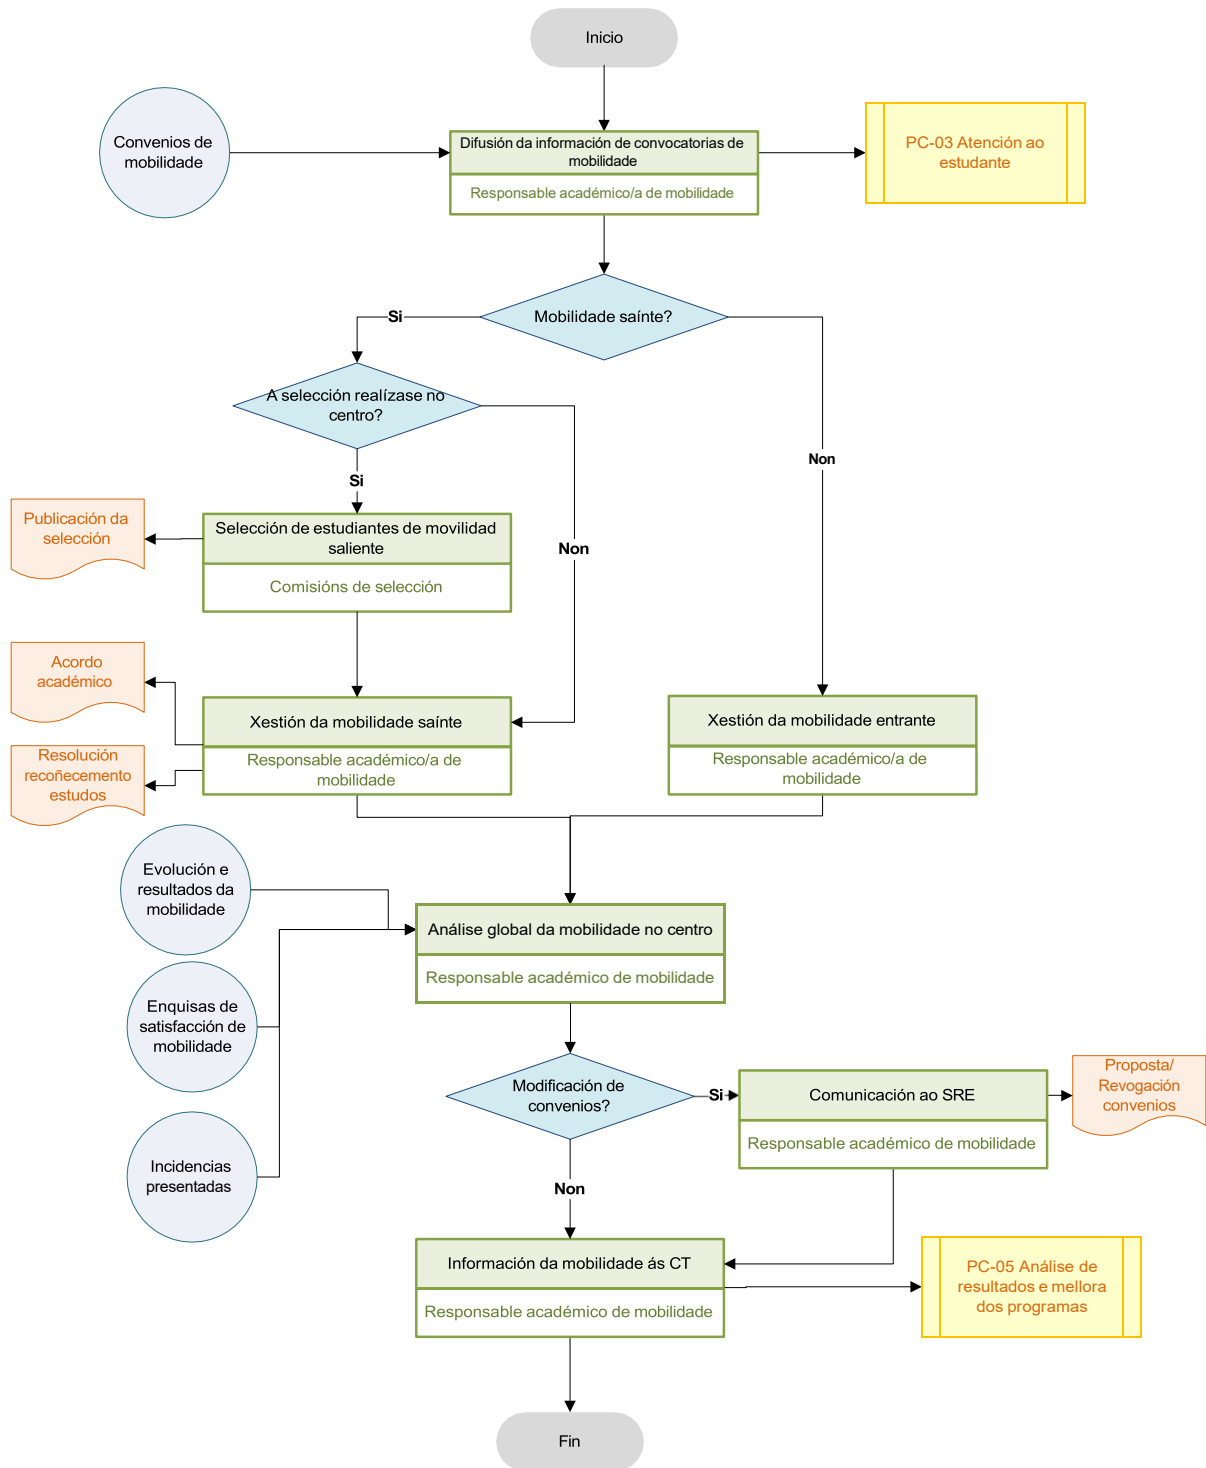 Inicio
Convenios de
mobilidade
Difusión da información de convocatorias de
mobilidade
Responsable académico/a de mobilidade
PC-03 Atención ao
estudante
Mobilidade saínte?
Si
A selección realízase no
centro?
Non
Si
Publicación da
selección
Selección de estudiantes de movilidad
saliente
Comisións de selección
Non
Acordo
académico
Xestión da mobilidade saínte
Responsable académico/a de
mobilidade
Xestión da mobilidade entrante
Responsable académico/a de
mobilidade
Resolución
recoñecemento
estudos
Evolución e
resultados da
mobilidade
Análise global da mobilidade no centro
Responsable académico de mobilidade
Enquisas de
satisfacción de
mobilidade
Modificación de
convenios?
Si
Comunicación ao SRE
Responsable académico de mobilidade
Proposta/
Revogación
convenios
Incidencias
presentadas
Non
Información da mobilidade ás CT
Responsable académico de mobilidade
PC-05 Análise de
resultados e mellora
dos programas
Fin